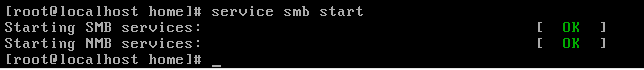 [root@localhost home]# service smb start
Starting SMB services:                                     [  OK  ]
Starting NMB services:                                     [  OK  ]
[root@localhost home]# _